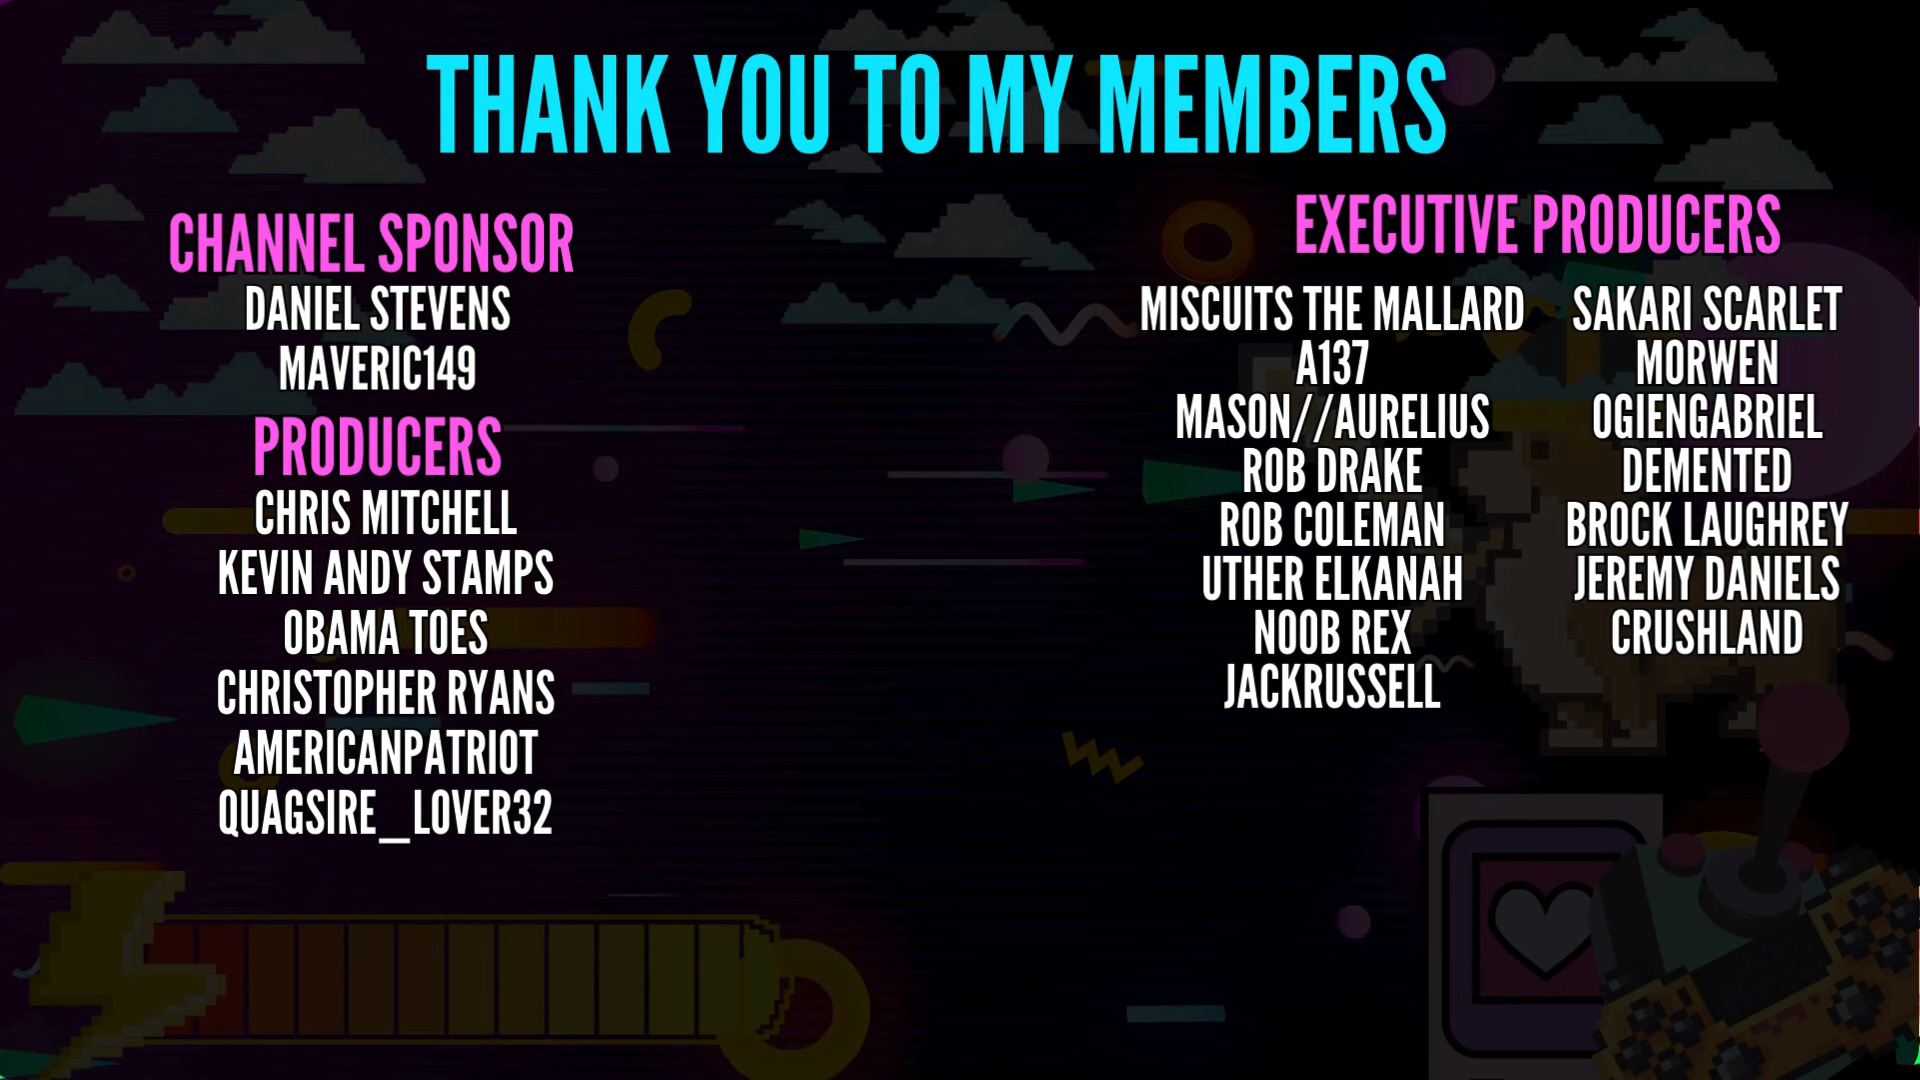 THANK YOU TO MY MEMBERS
CHANNEL SPONSOR
DANIEL STEVENS
MAVERIC149
PRODUCERS
CHRIS MITCHELL
KEVIN ANDY STAMPS
OBAMA TOES
CHRISTOPHER RYANS
AMERICANPATRIOT
QUAGSIRE_LOVER32
EXECUTIVE PRODUCERS
MISCUITS THE MALLARD
A137
MASON//AURELIUS
ROB DRAKE
ROB COLEMAN
UTHER ELKANAH
NOOB REX
JACKRUSSELL
SAKARI SCARLET
MORWEN
OGIENGABRIEL
DEMENTED
BROCK LAUGHREY
JEREMY DANIELS
CRUSHLAND